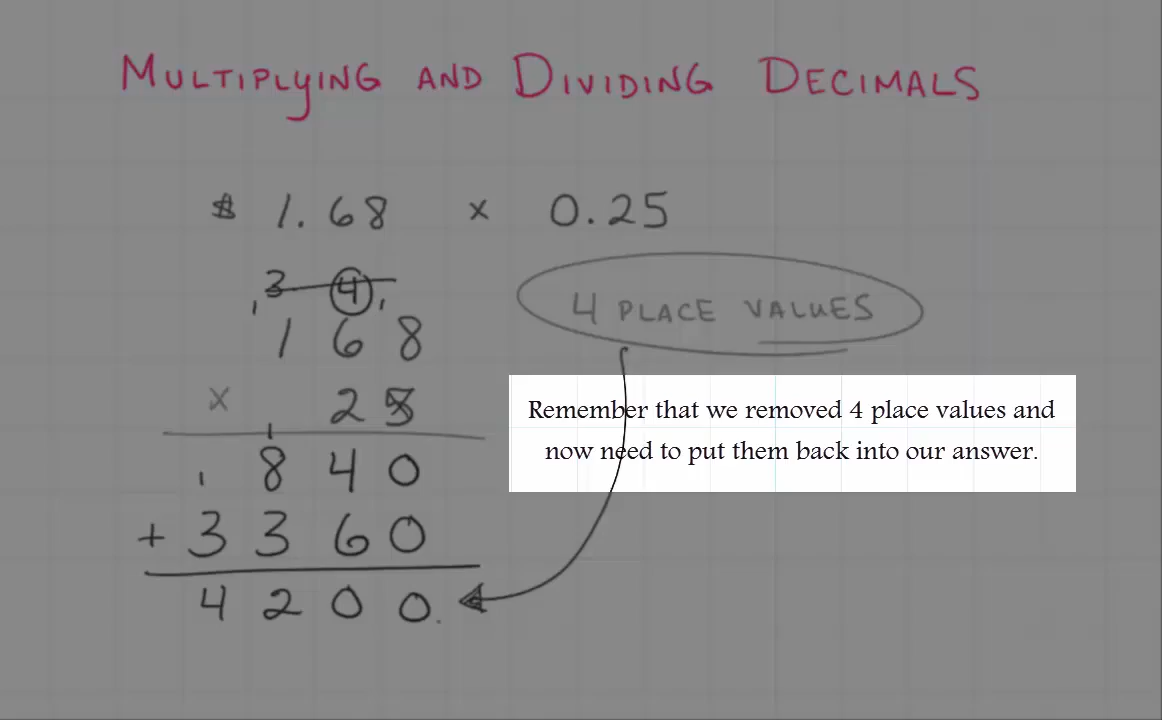 MULTIPLYING AND DIVIDING DECIMALS
$ 1.68 × 0.25
, 3 4 ,
4 PLACE VALUES
1 6 8
× 2 5
Remember that we removed 4 place values and
now need to put them back into our answer.
1
1 8 4 0
+ 3 3 6 0
4 2 0 0.